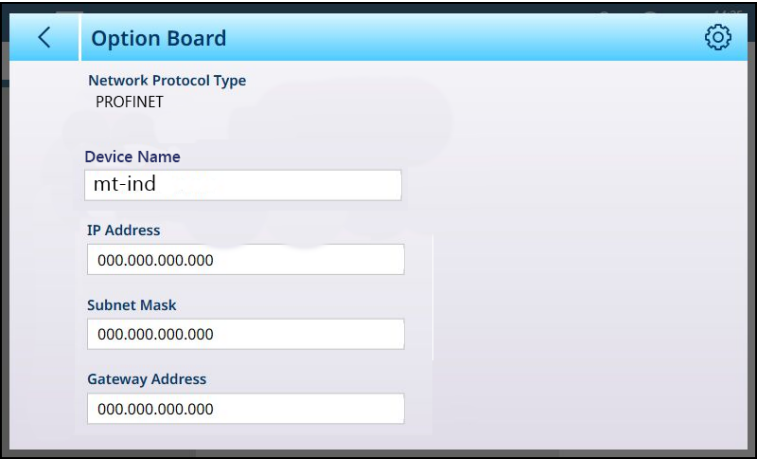 Option Board
Network Protocol Type
PROFINET
Device Name
mt-ind
IP Address
000.000.000.000
Subnet Mask
000.000.000.000
Gateway Address
000.000.000.000